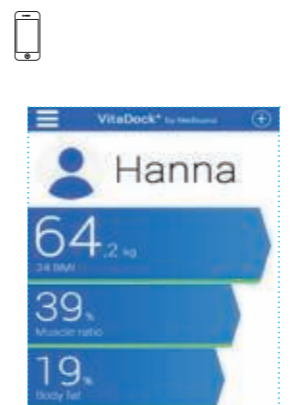 VitaDock+ by Medisana
Hanna
64,2 kg
24 BMI
39%
Muscle ratio
19%
Body fat